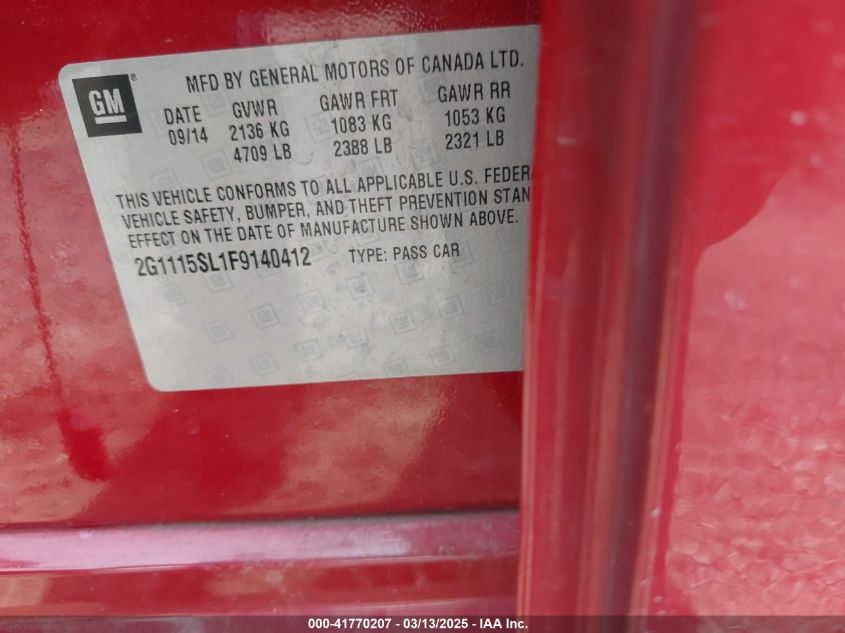 GM ®
MFD BY GENERAL MOTORS OF CANADA LTD.
DATE GVWR GAWR FRT GAWR RR
09/14 2136 KG 1083 KG 1053 KG
4709 LB 2388 LB 2321 LB
THIS VEHICLE CONFORMS TO ALL APPLICABLE U.S. FEDERA
VEHICLE SAFETY, BUMPER, AND THEFT PREVENTION STAN
EFFECT ON THE DATE OF MANUFACTURE SHOWN ABOVE.
2G1115SL1F9140412 TYPE: PASS CAR
000-41770207 - 03/13/2025 - IAA Inc.